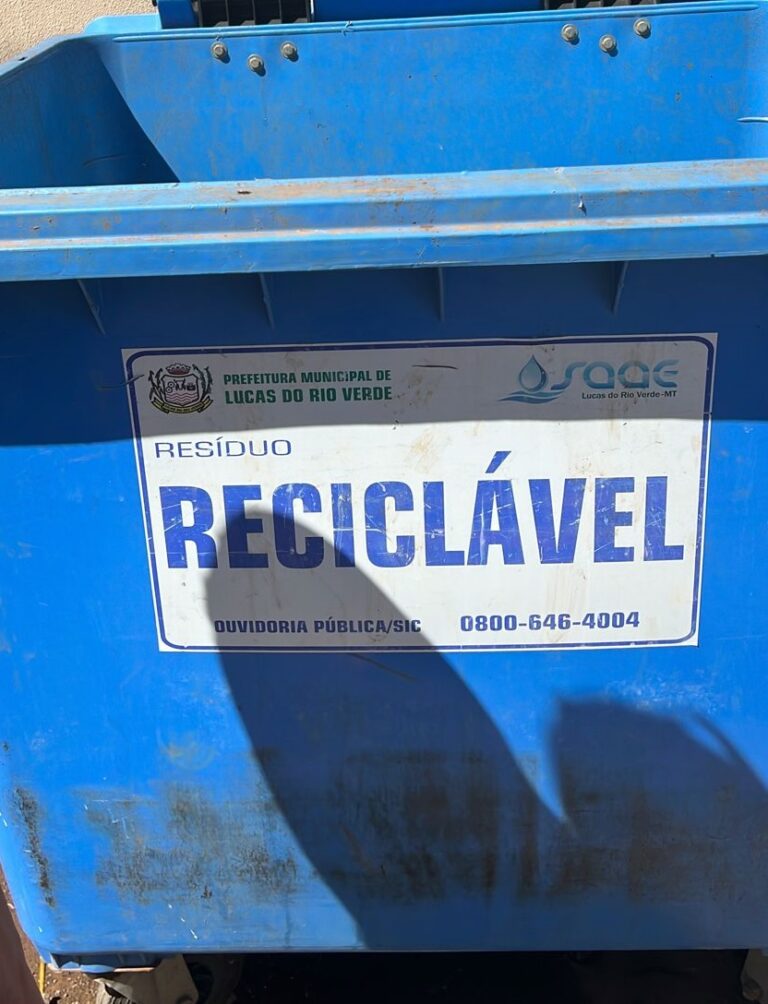 PREFEITURA MUNICIPAL DE
LUCAS DO RIO VERDE
saae
Lucas do Rio Verde-MT
RESÍDUO
RECICLÁVEL
OUVIDORIA PÚBLICA/SIC 0800-646-4004